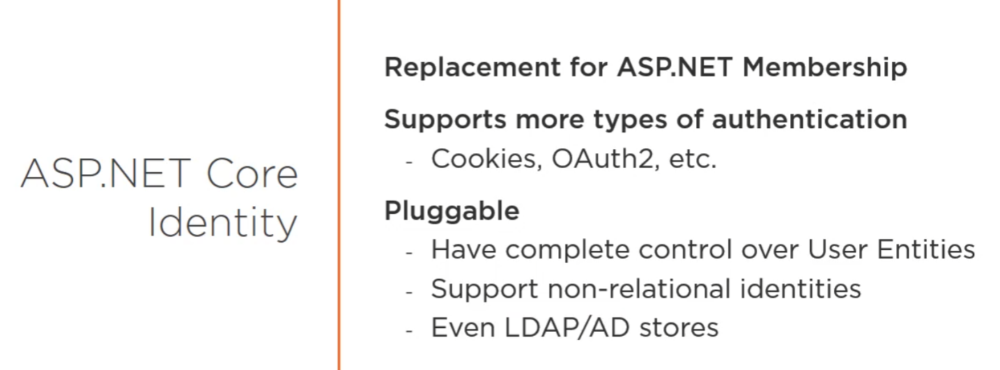 ASP.NET Core
Identity
Replacement for ASP.NET Membership
Supports more types of authentication
- Cookies, OAuth2, etc.
Pluggable
- Have complete control over User Entities
- Support non-relational identities
- Even LDAP/AD stores